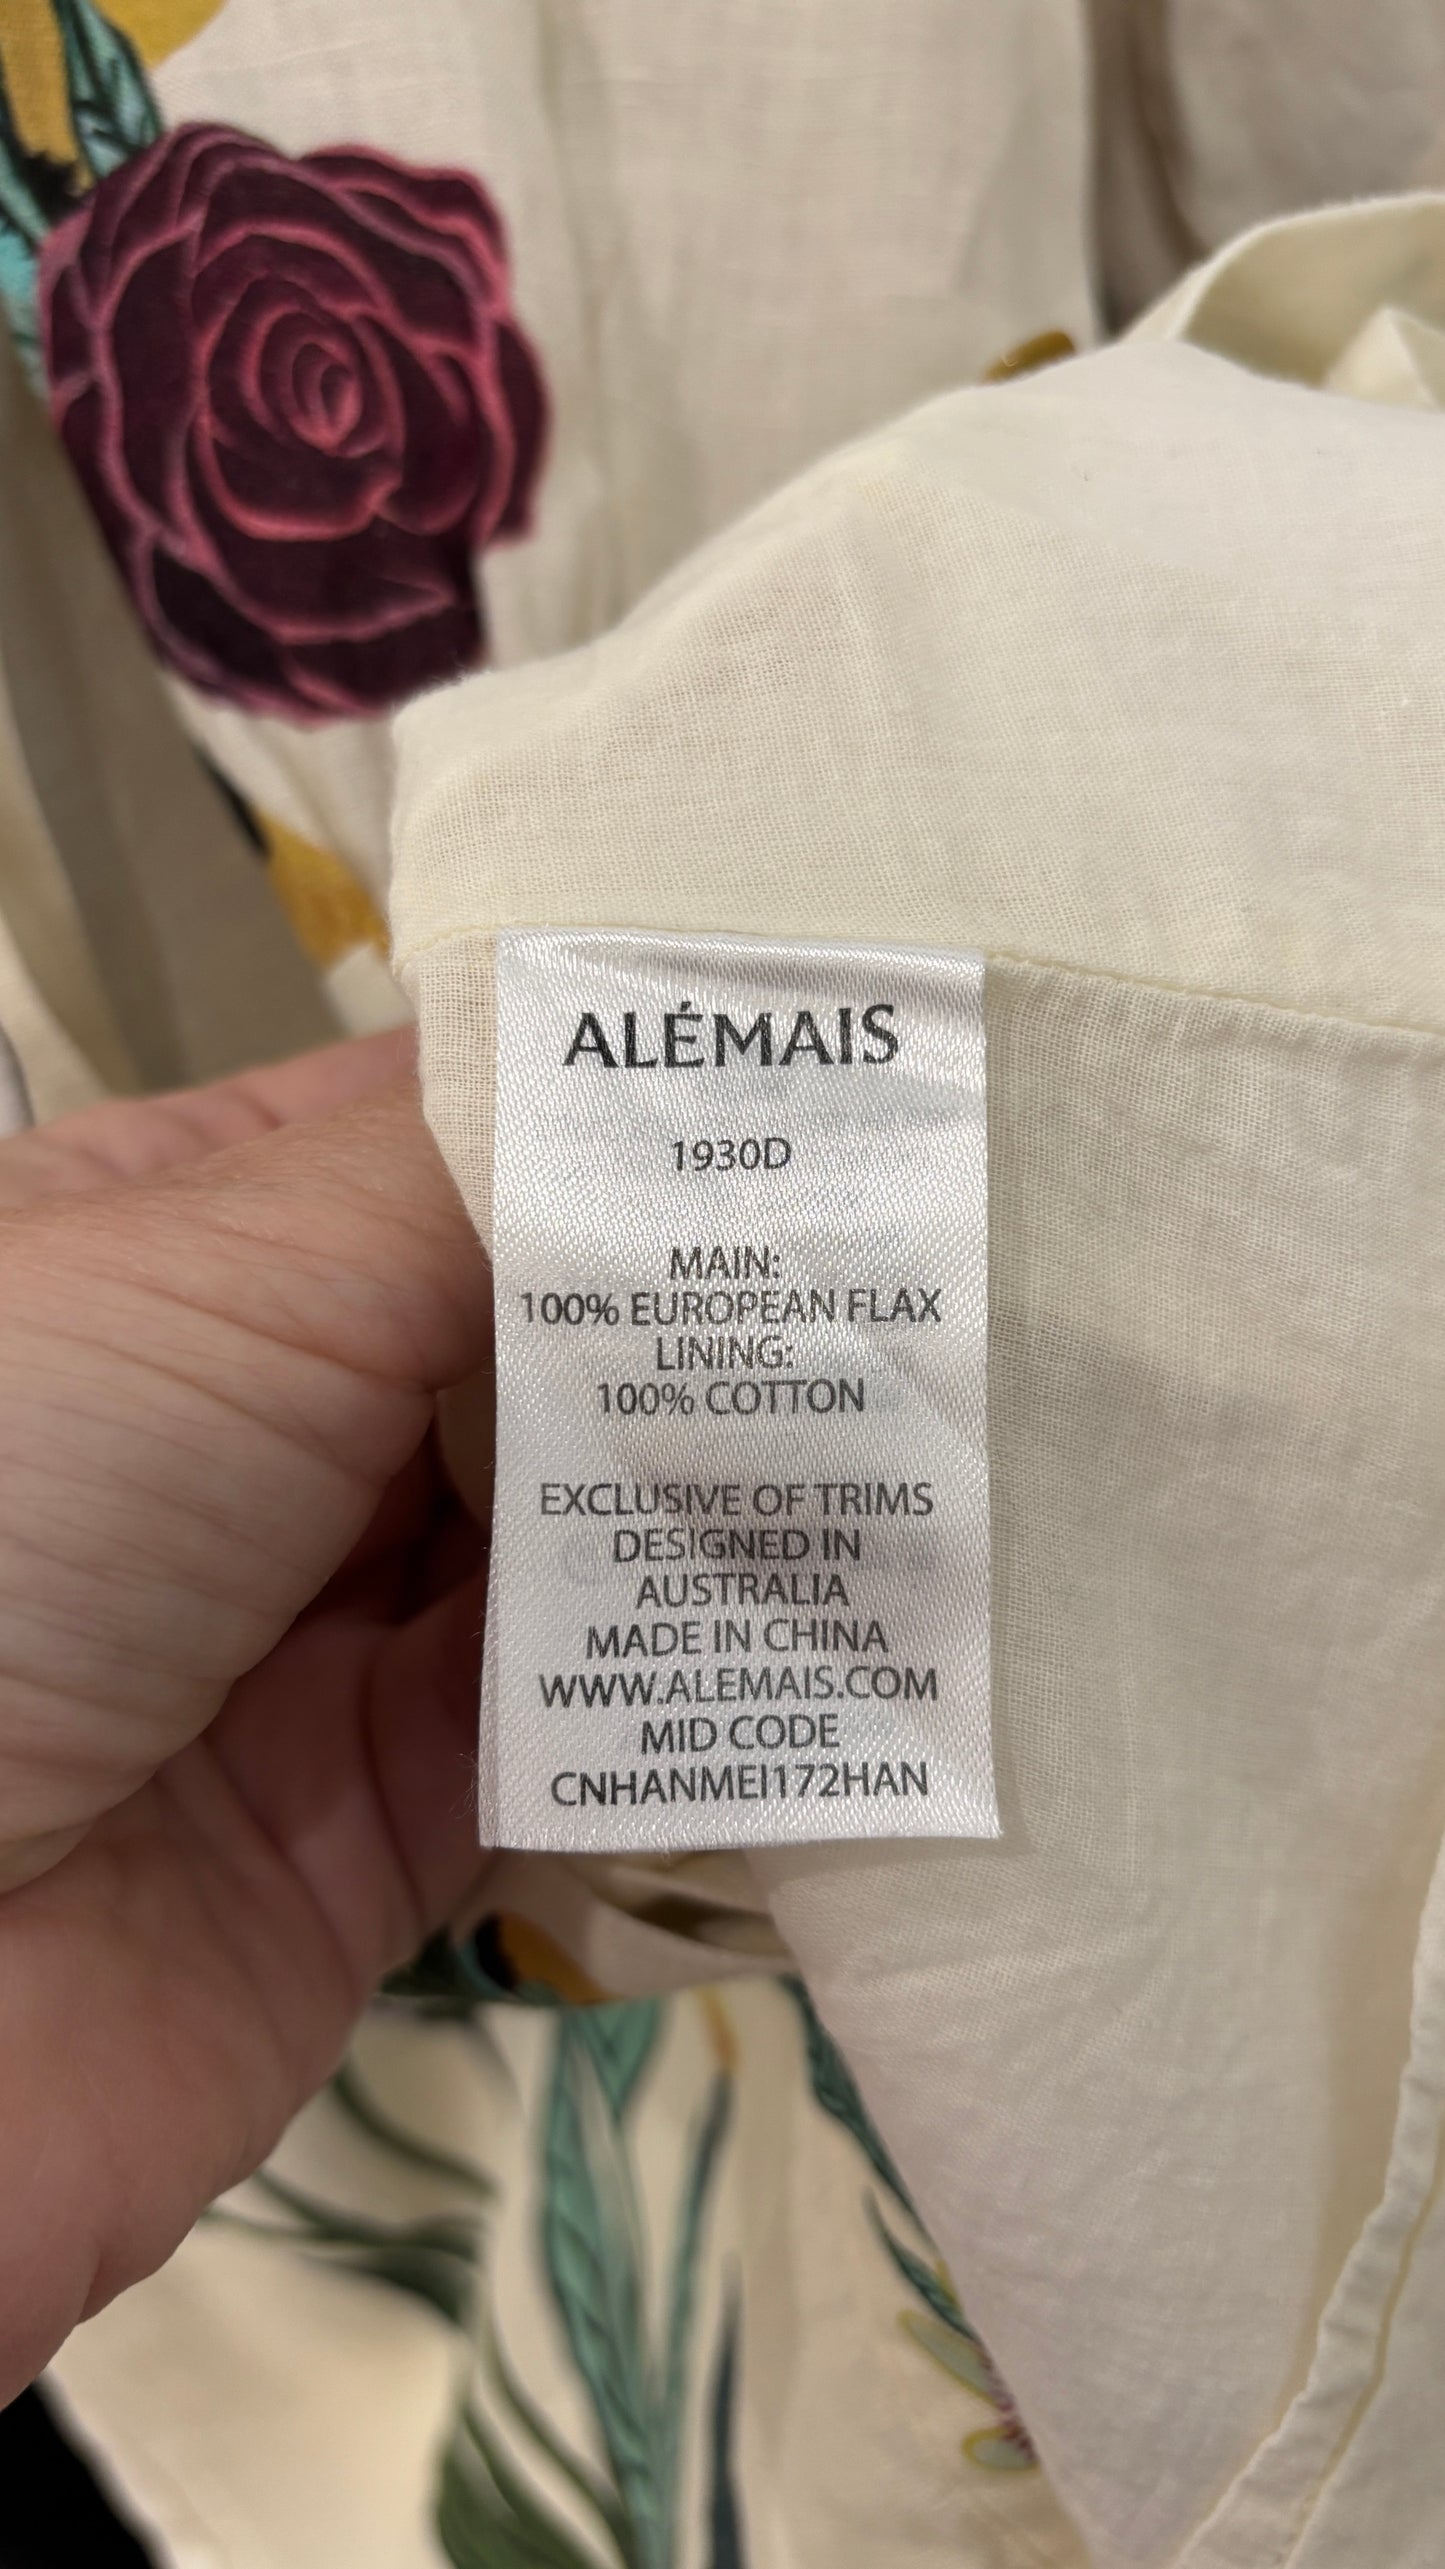 ALÉMAIS
1930D
MAIN:
100% EUROPEAN FLAX
LINING:
100% COTTON
EXCLUSIVE OF TRIMS
DESIGNED IN
AUSTRALIA
MADE IN CHINA
WWW.ALEMAIS.COM
MID CODE
CNHANMEI172HAN